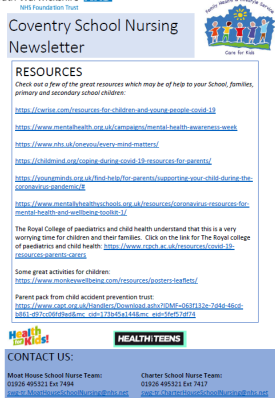 NHS Foundation Trust
Coventry School Nursing
Newsletter
Care for Kids
RESOURCES
Check out a few of the great resources which may be of help to your School, families,
primary and secondary school children:
https://cwrise.com/resources-for-children-and-young-people-covid-19
https://www.mentalhealth.org.uk/campaigns/mental-health-awareness-week
https://www.nhs.uk/oneyou/every-mind-matters/
https://childmind.org/coping-during-covid-19-resources-for-parents/
https://youngminds.org.uk/find-help/for-parents/supporting-your-child-during-the-
coronavirus-pandemic/#
https://www.mentallyhealthyschools.org.uk/resources/coronavirus-resources-for-
mental-health-and-wellbeing-toolkit-1/
The Royal College of paediatrics and child health understand that this is a very
worrying time for children and their families. Click on the link for The Royal college
of paediatrics and child health: https://www.rcpch.ac.uk/resources/covid-19-
resources-parents-carers
Some great activities for children:
https://www.monkeywellbeing.com/resources/posters-leaflets/
Parent pack from child accident prevention trust:
https://www.capt.org.uk/Handlers/Download.ashx?IDMF=063f132e-7d4d-46cd-
b861-d97cc06fd9ad&mc_cid=173b45a144&mc_eid=5fef57df74
Health for Kids!
HEALTH FOR TEENS
CONTACT US:
Moat House School Nurse Team:
01926 495321 Ext 7494
swg-tr.MoatHouseSchoolNursing@nhs.net
Charter School Nurse Team:
01926 495321 Ext 7417
swg-tr.CharterHouseSchoolNursing@nhs.net